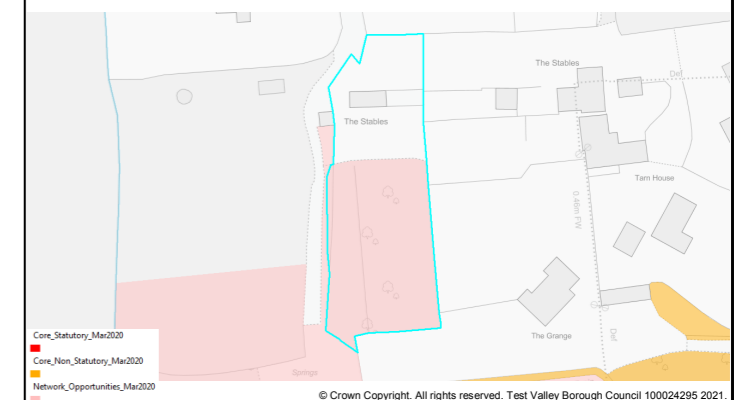 The Stables
Def
The Stables
Tam House
0.46m FW
The Grange
Def
Springs
Core_Statutory_Mar2020
Core_Non_Statutory_Mar2020
Network_Opportunities_Mar2020
© Crown Copyright. All rights reserved. Test Valley Borough Council 100024295 2021.